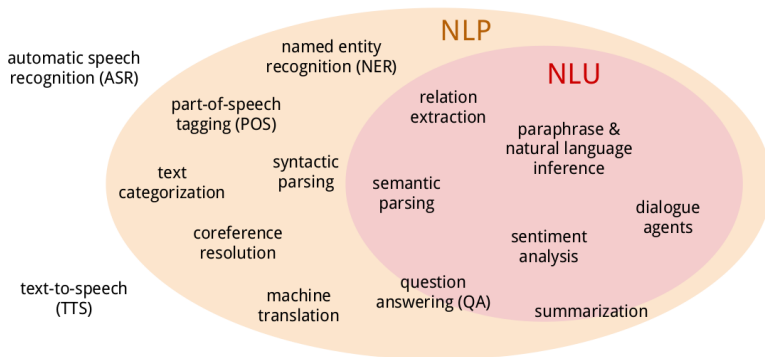 NLP
NLU
automatic speech
recognition (ASR)
named entity
recognition (NER)
part-of-speech
tagging (POS)
relation
extraction
paraphrase &
natural language
inference
text
categorization
syntactic
parsing
semantic
parsing
dialogue
agents
coreference
resolution
sentiment
analysis
text-to-speech
(TTS)
machine
translation
question
answering (QA)
summarization